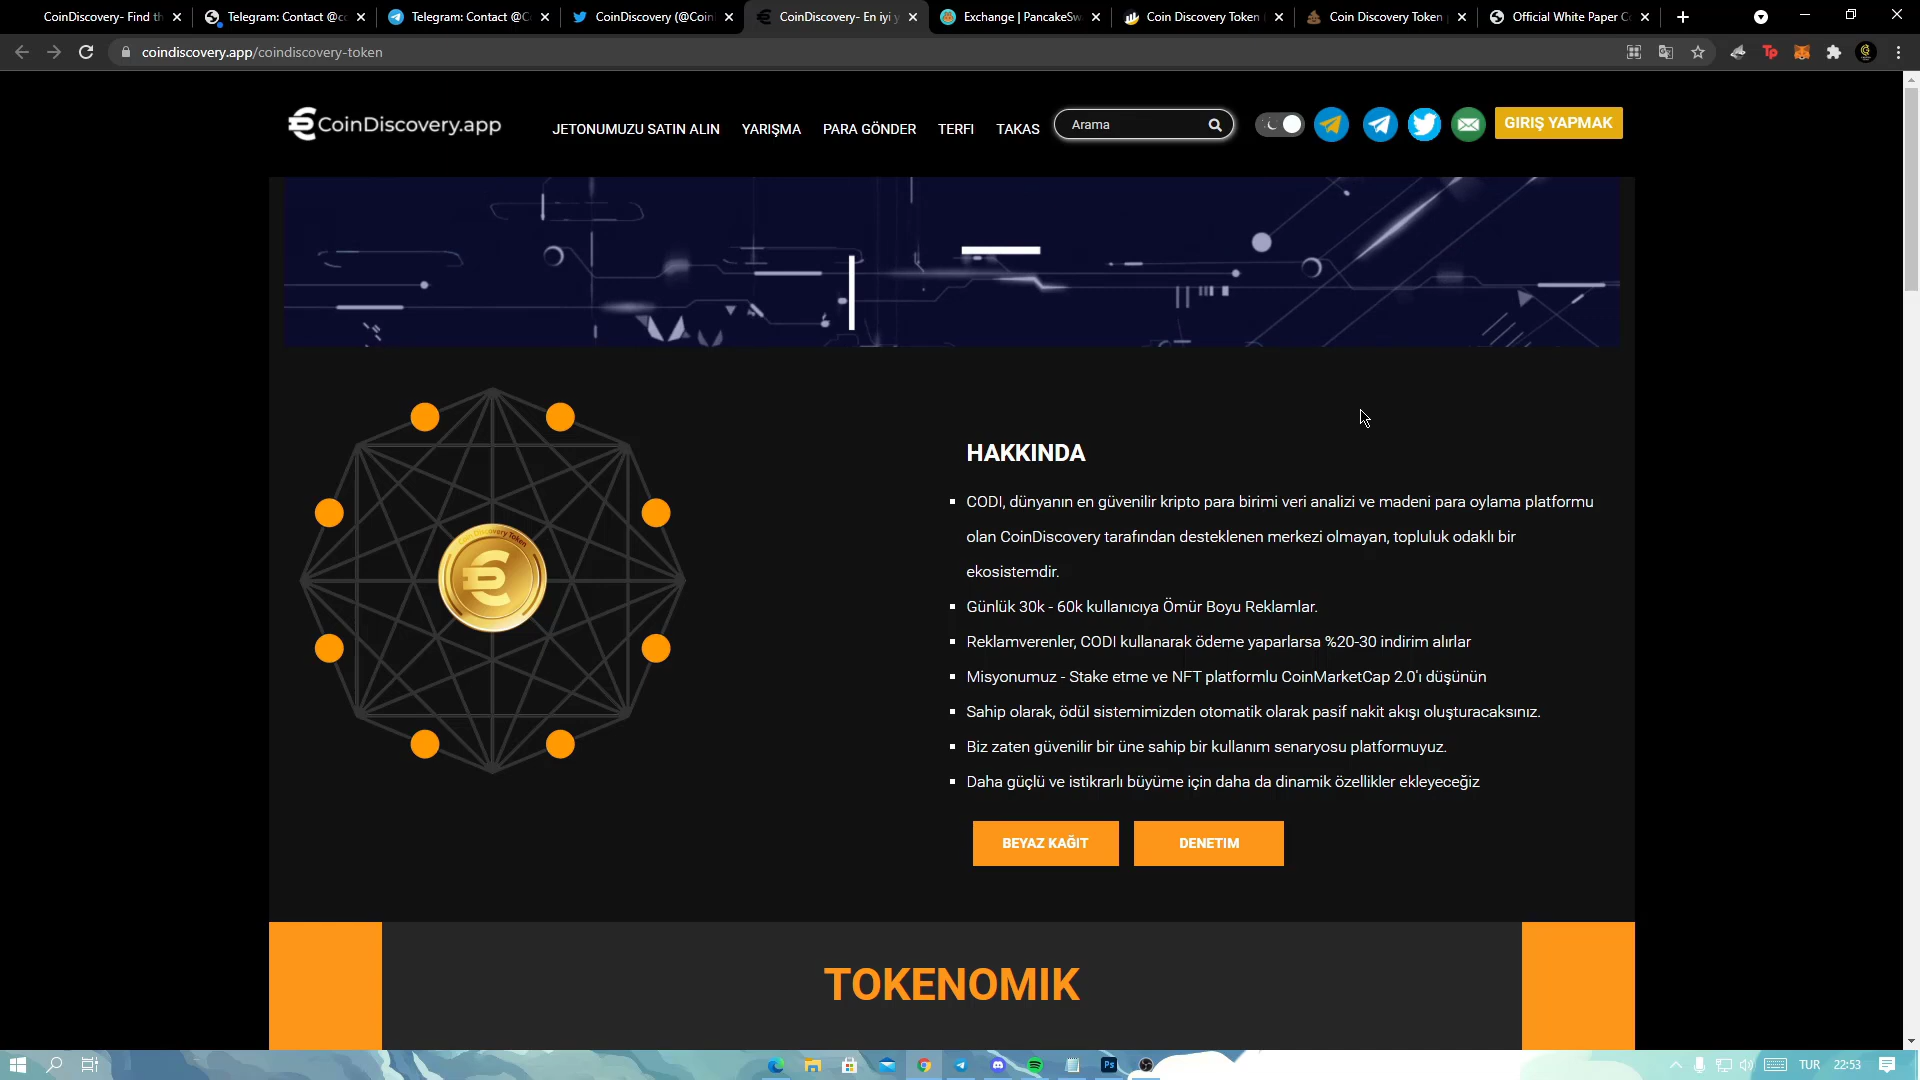 CoinDiscovery- Find th
Telegram: Contact @co
Telegram: Contact @C
CoinDiscovery (@Coin
CoinDiscovery- En iyi y
Exchange | PancakeSw
Coin Discovery Token
Coin Discovery Token
Official White Paper C
coindiscovery.app/coindiscovery-token
Tp
CoinDiscovery.app
JETONUMUZU SATIN ALIN
YARIŞMA
PARA GÖNDER
TERFI
TAKAS
Arama
GIRIŞ YAPMAK
Coin Discovery Token
HAKKINDA
▪ CODI, dünyanın en güvenilir kripto para birimi veri analizi ve madeni para oylama platformu
olan CoinDiscovery tarafından desteklenen merkezi olmayan, topluluk odaklı bir
ekosistemdir.
▪ Günlük 30k - 60k kullanıcıya Ömür Boyu Reklamlar.
▪ Reklamverenler, CODI kullanarak ödeme yaparlarsa %20-30 indirim alırlar
▪ Misyonumuz - Stake etme ve NFT platformlu CoinMarketCap 2.0'ı düşünün
▪ Sahip olarak, ödül sistemimizden otomatik olarak pasif nakit akışı oluşturacaksınız.
▪ Biz zaten güvenilir bir üne sahip bir kullanım senaryosu platformuyuz.
▪ Daha güçlü ve istikrarlı büyüme için daha da dinamik özellikler ekleyeceğiz
BEYAZ KAĞIT
DENETIM
TOKENOMIK
Ps
TUR
22:53